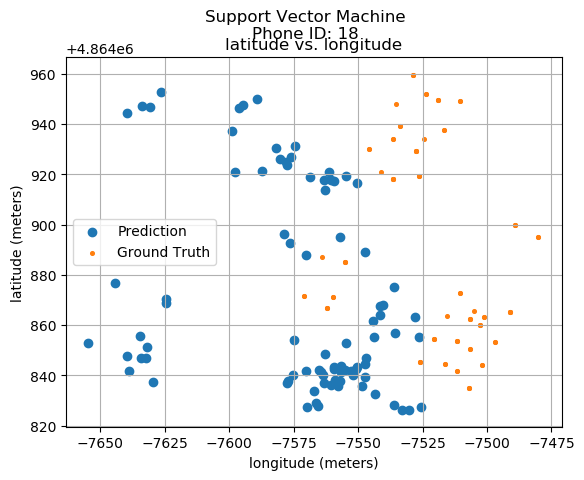 Support Vector Machine
Phone ID: 18
latitude vs. longitude
+4.864e6
960
940
920
900
880
860
840
820
latitude (meters)
Prediction
Ground Truth
−7650
−7625
−7600
−7575
−7550
−7525
−7500
−7475
longitude (meters)